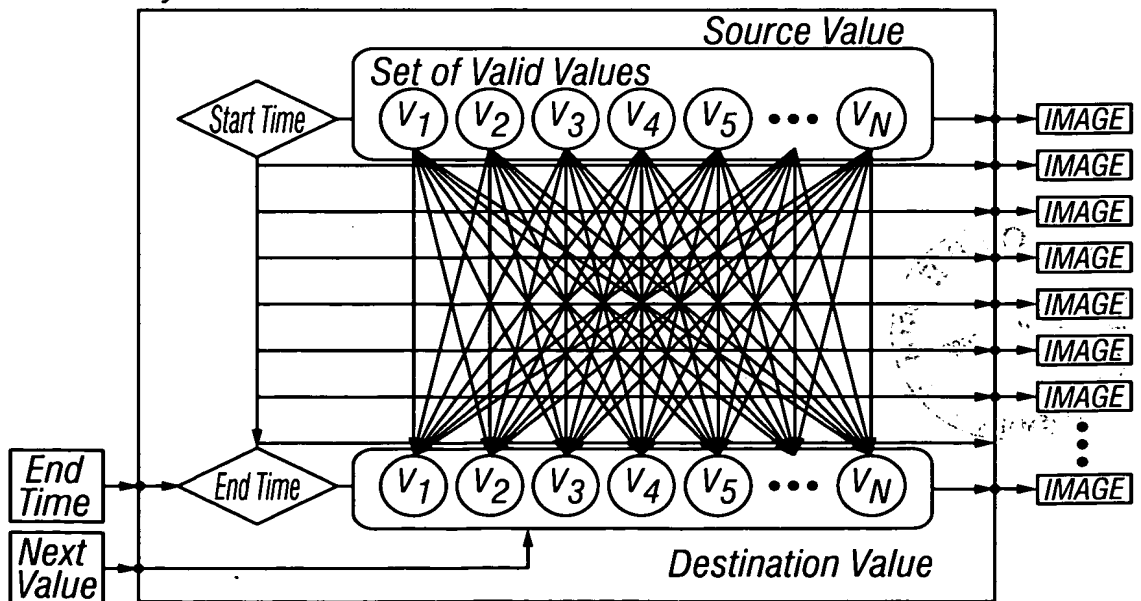 Source Value
Set of Valid Values
Start Time
V1 V2 V3 V4 V5 ••• VN
IMAGE
IMAGE
IMAGE
IMAGE
IMAGE
IMAGE
IMAGE
End Time
End Time
V1 V2 V3 V4 V5 ••• VN
IMAGE
Next Value
Destination Value